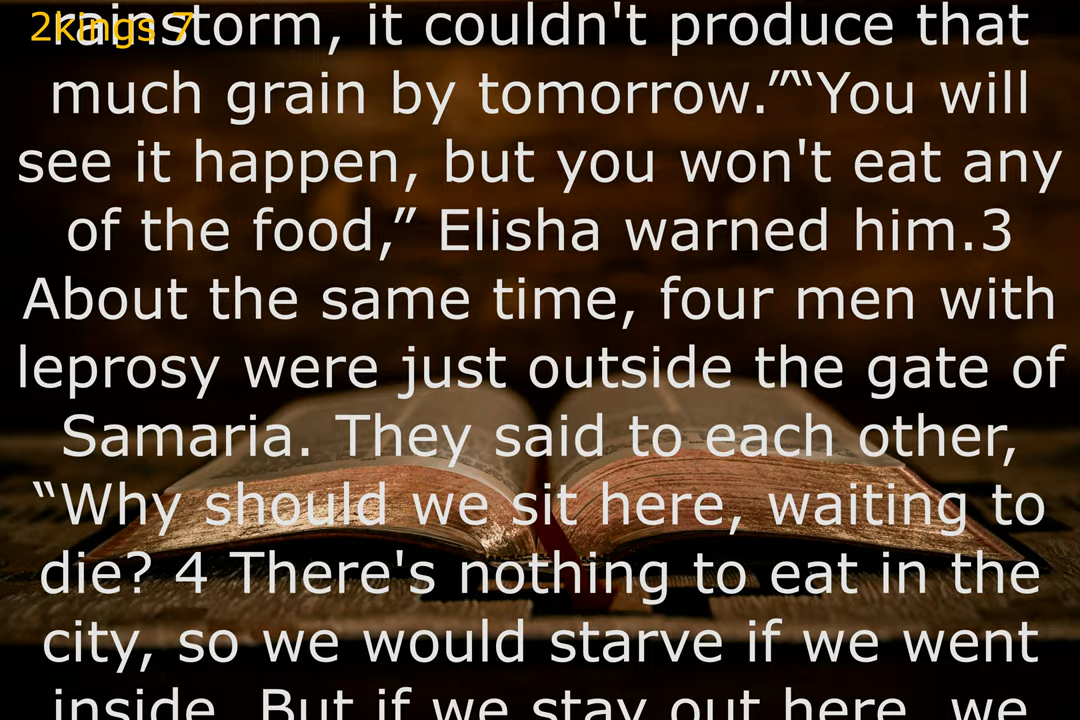 2kings 7
rainstorm, it couldn't produce that
much grain by tomorrow.”“You will
see it happen, but you won't eat any
of the food,” Elisha warned him.3
About the same time, four men with
leprosy were just outside the gate of
Samaria. They said to each other,
“Why should we sit here, waiting to
die? 4 There's nothing to eat in the
city, so we would starve if we went
inside. But if we stay out here, we